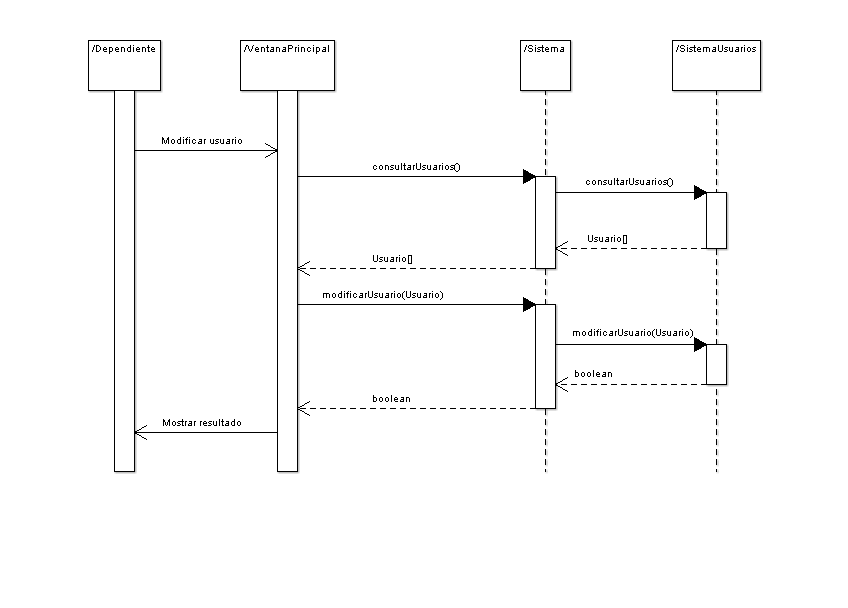 /Dependiente
/VentanaPrincipal
/Sistema
/SistemaUsuarios
Modificar usuario
consultarUsuarios()
consultarUsuarios()
Usuario[]
Usuario[]
modificarUsuario(Usuario)
modificarUsuario(Usuario)
boolean
boolean
Mostrar resultado